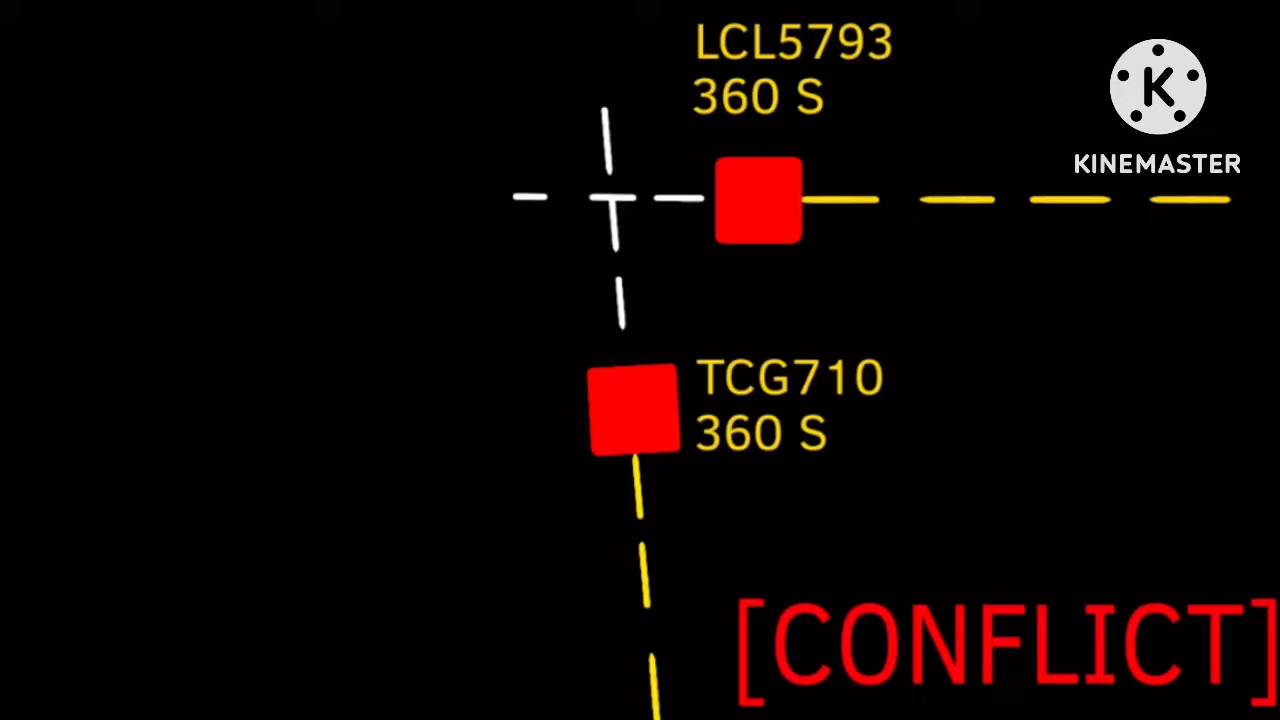 LCL5793
360 S
K
KINEMASTER
TCG710
360 S
[CONFLICT]